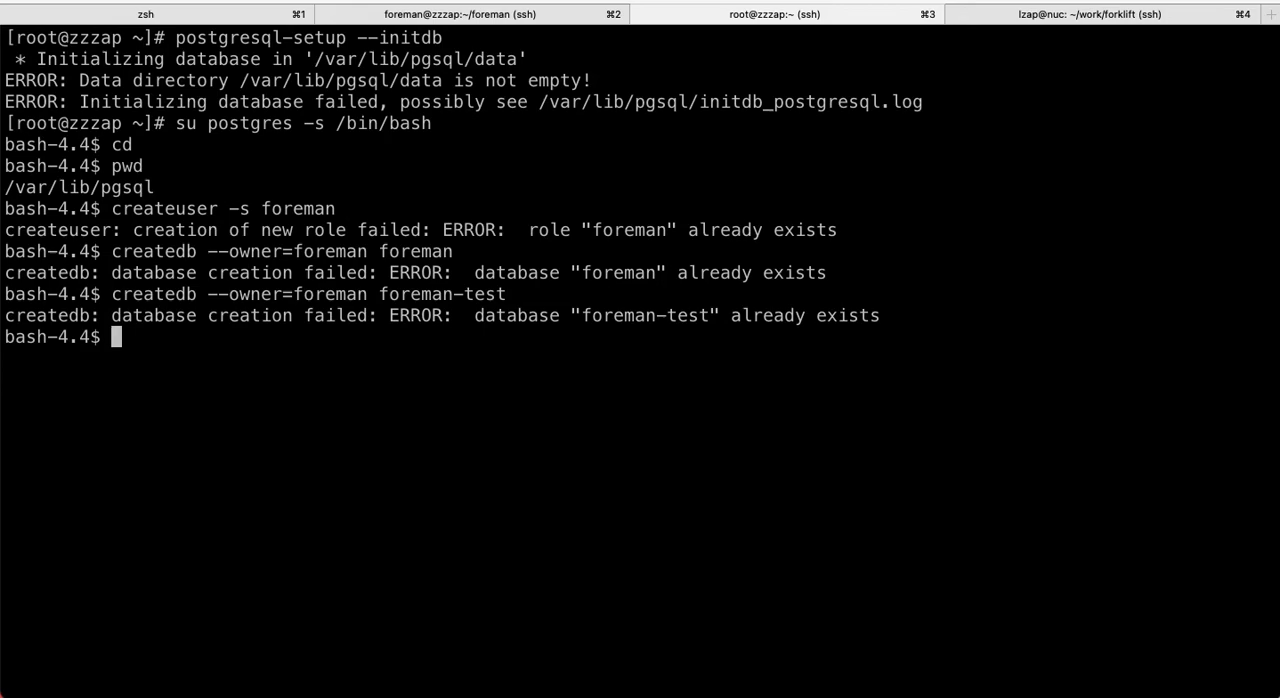 zsh ⌘1 foreman@zzzap:~/foreman (ssh) ⌘2 root@zzzap:~ (ssh) ⌘3 lzap@nuc: ~/work/forklift (ssh) ⌘4 +
[root@zzzap ~]# postgresql-setup --initdb
 * Initializing database in '/var/lib/pgsql/data'
ERROR: Data directory /var/lib/pgsql/data is not empty!
ERROR: Initializing database failed, possibly see /var/lib/pgsql/initdb_postgresql.log
[root@zzzap ~]# su postgres -s /bin/bash
bash-4.4$ cd
bash-4.4$ pwd
/var/lib/pgsql
bash-4.4$ createuser -s foreman
createuser: creation of new role failed: ERROR:  role "foreman" already exists
bash-4.4$ createdb --owner=foreman foreman
createdb: database creation failed: ERROR:  database "foreman" already exists
bash-4.4$ createdb --owner=foreman foreman-test
createdb: database creation failed: ERROR:  database "foreman-test" already exists
bash-4.4$